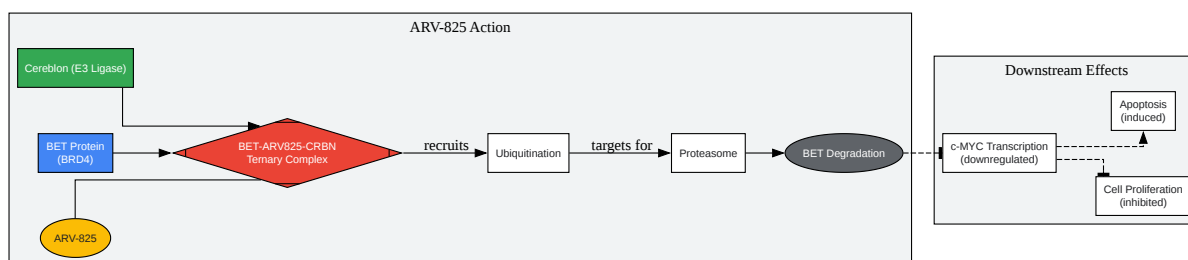 ARV-825 Action
Cereblon (E3 Ligase)
BET Protein
(BRD4)
ARV-825
BET-ARV825-CRBN
Ternary Complex
recruits
Ubiquitination
targets for
Proteasome
BET Degradation
Downstream Effects
c-MYC Transcription
(downregulated)
Apoptosis
(induced)
Cell Proliferation
(inhibited)